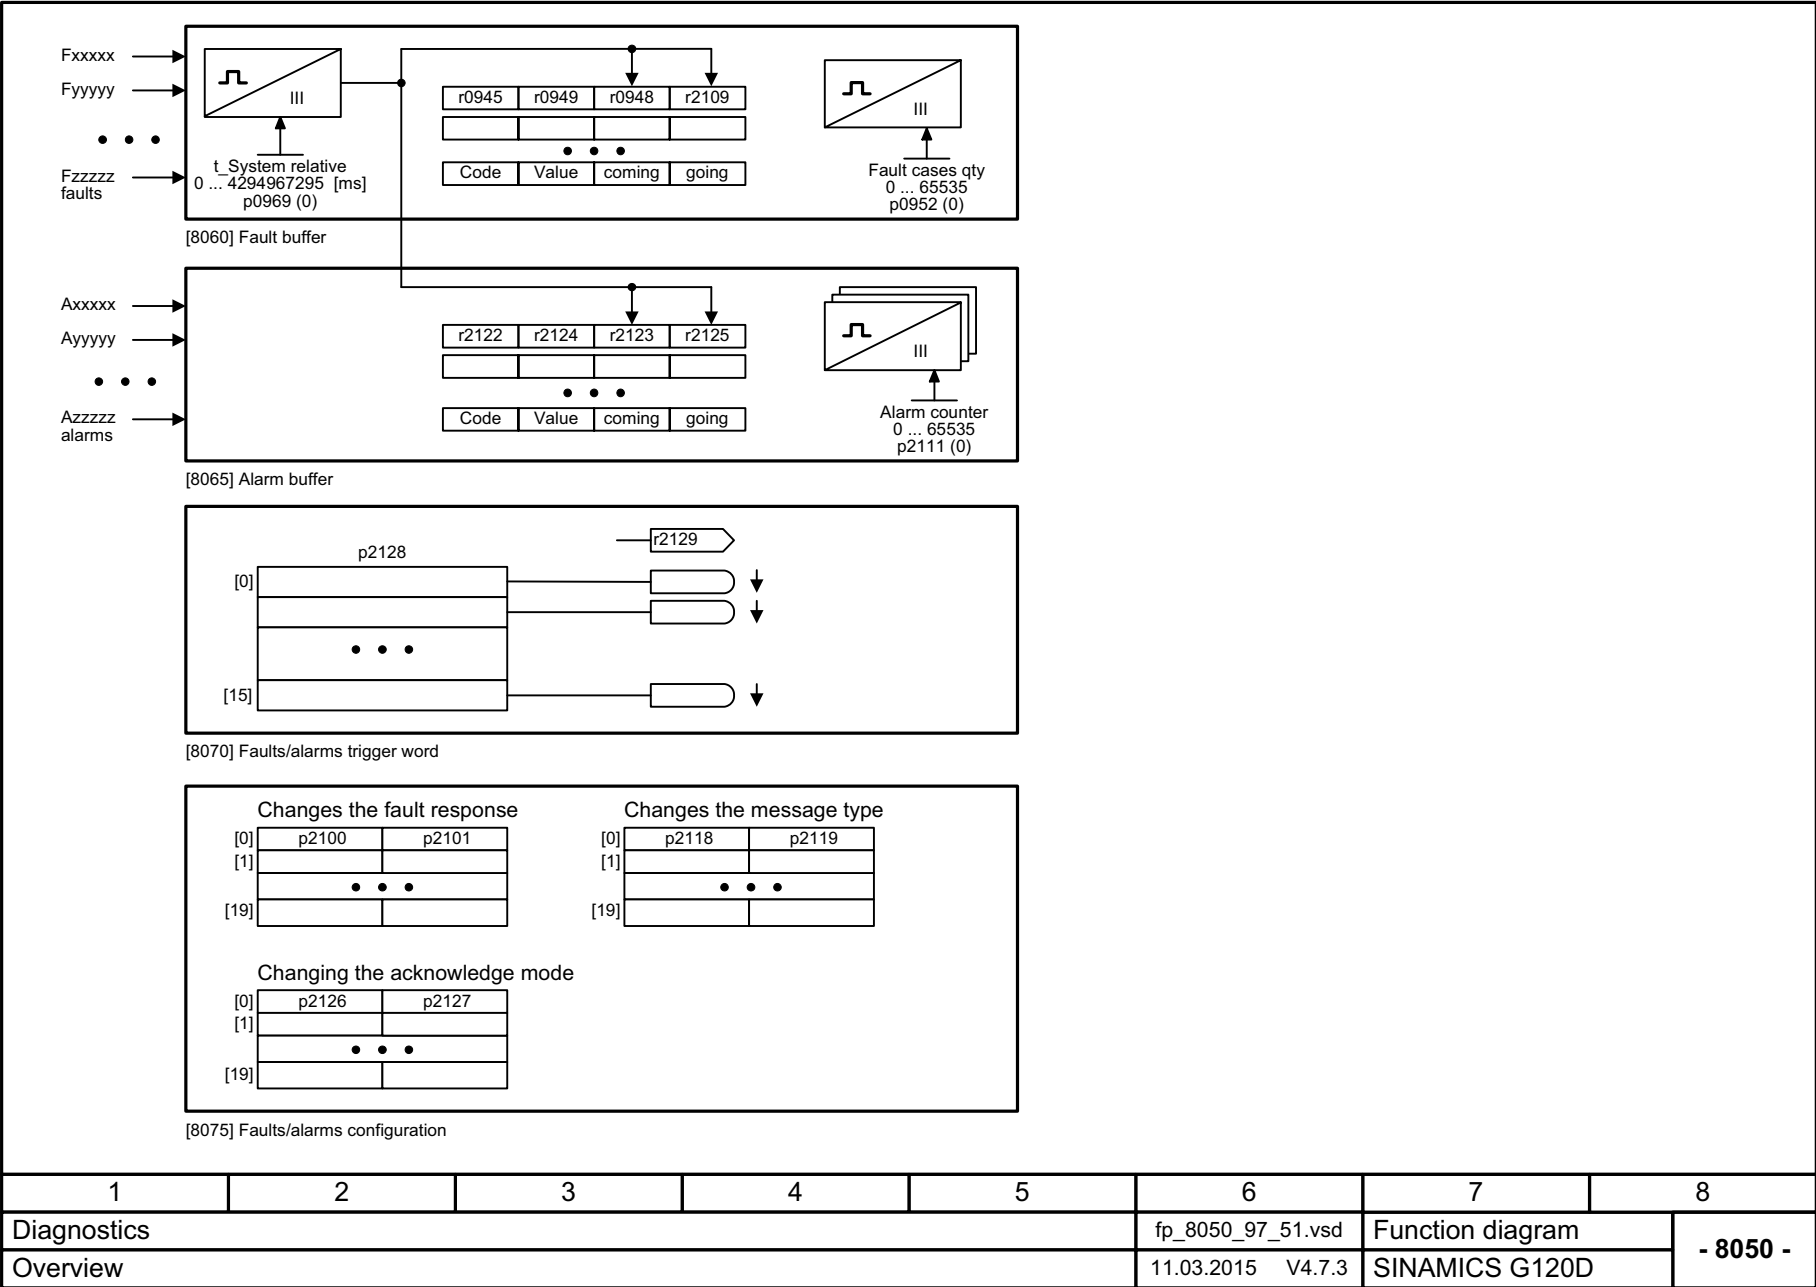 Fxxxxx
Fyyyyy
Fzzzzz
faults
III
t_System relative
0 ... 4294967295 [ms]
p0969 (0)
r0945 r0949 r0948 r2109
Code Value coming going
III
Fault cases qty
0 ... 65535
p0952 (0)
[8060] Fault buffer
Axxxxx
Ayyyyy
Azzzzz
alarms
r2122 r2124 r2123 r2125
Code Value coming going
III
Alarm counter
0 ... 65535
p2111 (0)
[8065] Alarm buffer
r2129
p2128
[0]
[15]
[8070] Faults/alarms trigger word
Changes the fault response
[0] p2100 p2101
[1]
[19]
Changes the message type
[0] p2118 p2119
[1]
[19]
Changing the acknowledge mode
[0] p2126 p2127
[1]
[19]
[8075] Faults/alarms configuration
1 2 3 4 5 6 7 8
Diagnostics fp_8050_97_51.vsd Function diagram
- 8050 -
Overview 11.03.2015 V4.7.3 SINAMICS G120D